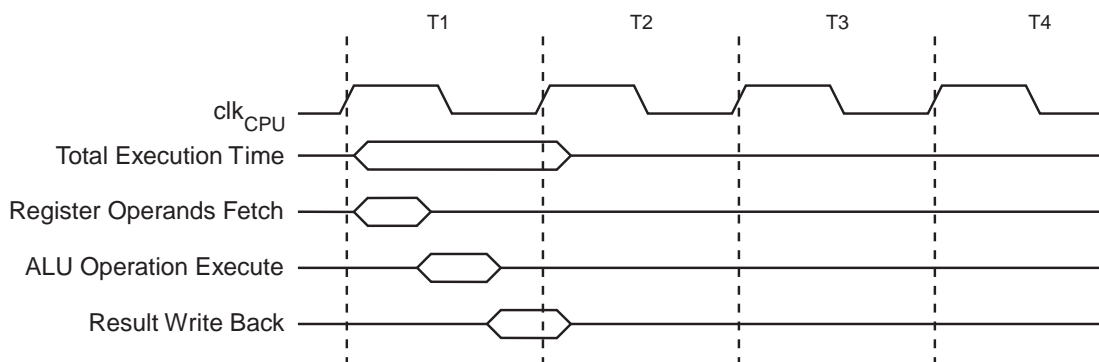 T1 T2 T3 T4
clkCPU
Total Execution Time
Register Operands Fetch
ALU Operation Execute
Result Write Back